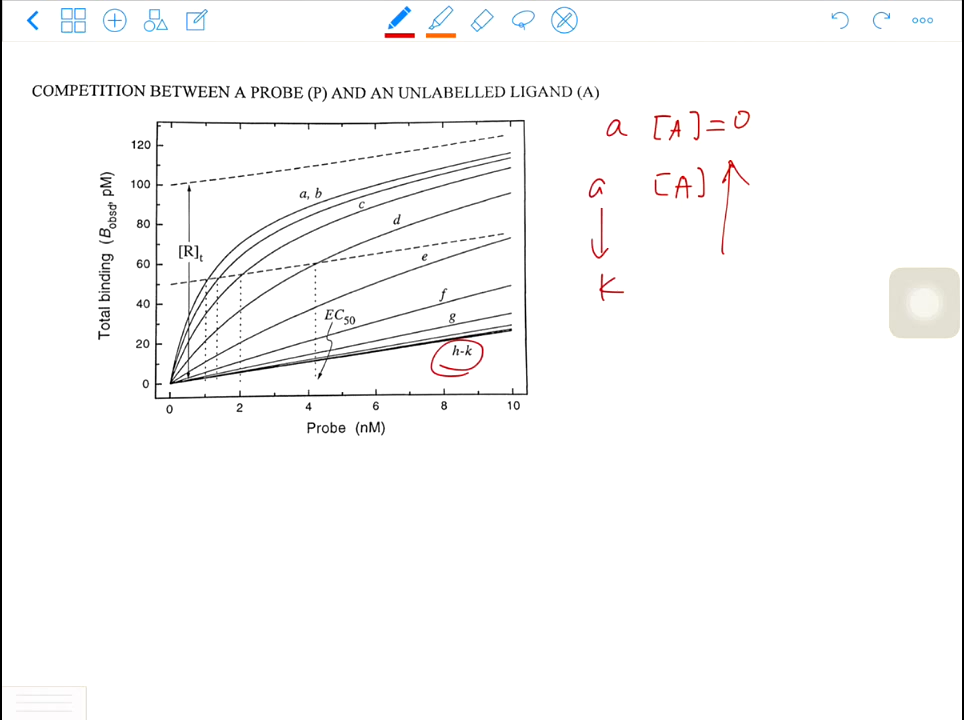 COMPETITION BETWEEN A PROBE (P) AND AN UNLABELLED LIGAND (A)
a [A]=0
a [A]
k
120
100
80
60
40
20
0
Total binding (Bobsd, pM)
[R]t
a, b
c
d
e
f
g
h-k
EC50
0 2 4 6 8 10
Probe (nM)